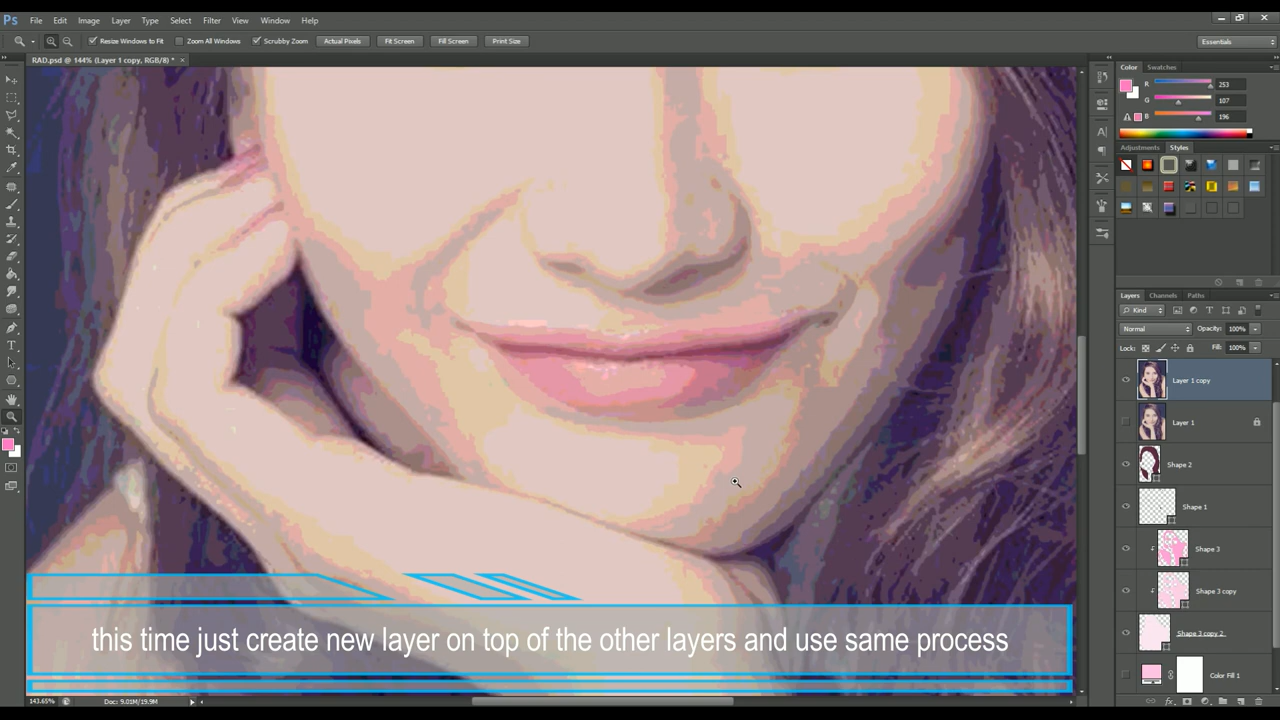 Ps File Edit Image Layer Type Select Filter View Window Help
Resize Windows to Fit Zoom All Windows Scrubby Zoom Actual Pixels Fit Screen Fill Screen Print Size Essentials
RAD.psd @ 144% (Layer 1 copy, RGB/8) * ×
Color Swatches
R 253
G 107
B 196
Adjustments Styles
Layers Channels Paths
Kind
Normal Opacity: 100%
Lock: Fill: 100%
Layer 1 copy
Layer 1
Shape 2
Shape 1
Shape 3
Shape 3 copy
Shape 3 copy 2
Color Fill 1
this time just create new layer on top of the other layers and use same process
143.65% Doc: 9.01M/19.9M